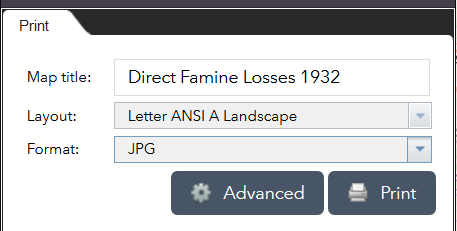 Print
Map title: Direct Famine Losses 1932
Layout: Letter ANSI A Landscape
Format: JPG
Advanced Print